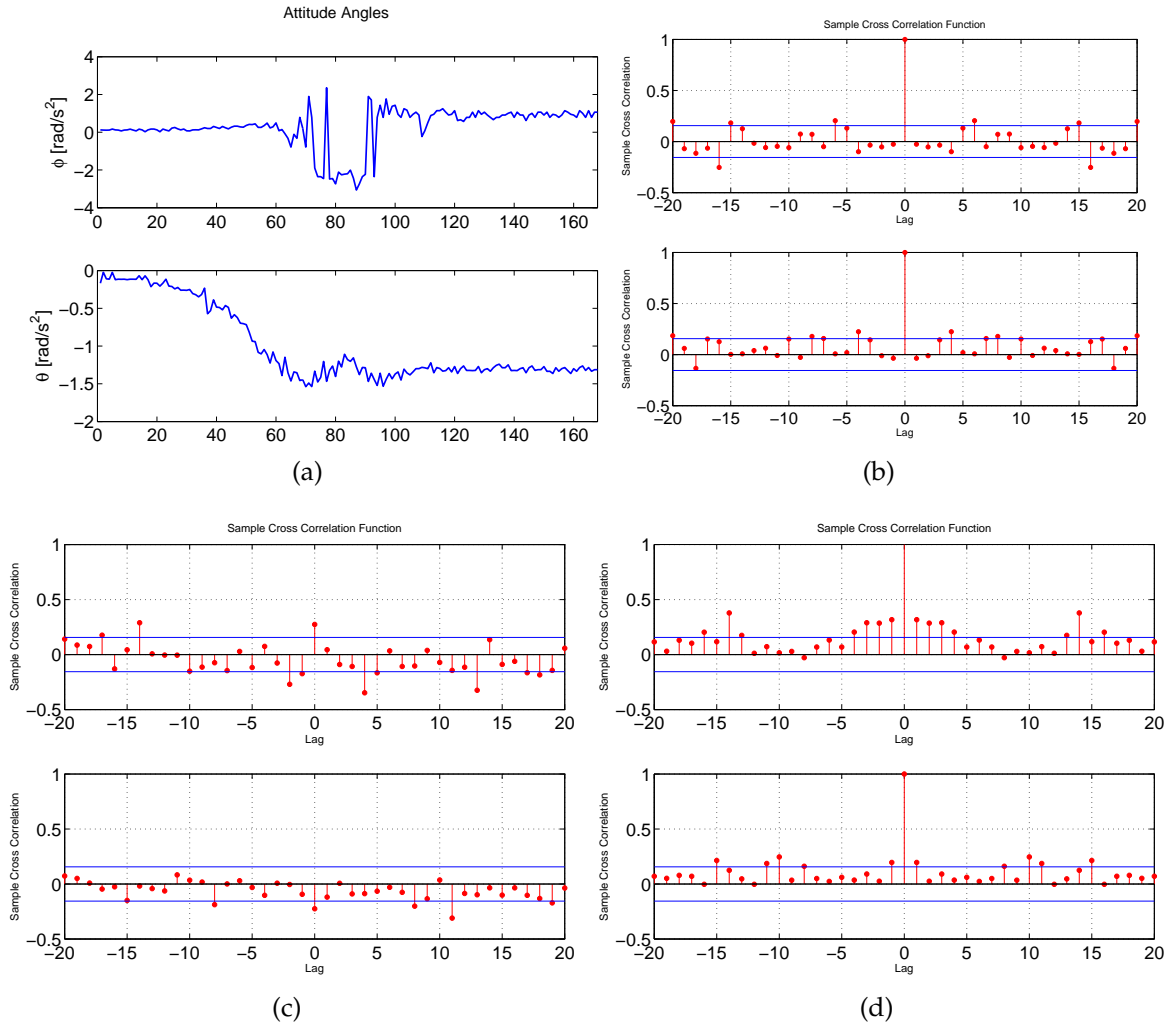 Attitude Angles
ϕ [rad/s²]
4
2
0
−2
−4
0 20 40 60 80 100 120 140 160
θ [rad/s²]
0
−0.5
−1
−1.5
−2
0 20 40 60 80 100 120 140 160
(a)
Sample Cross Correlation Function
Sample Cross Correlation
1
0.5
0
−0.5
−20 −15 −10 −5 0 5 10 15 20
Lag
Sample Cross Correlation
1
0.5
0
−0.5
−20 −15 −10 −5 0 5 10 15 20
Lag
(b)
Sample Cross Correlation Function
Sample Cross Correlation
1
0.5
0
−0.5
−20 −15 −10 −5 0 5 10 15 20
Lag
Sample Cross Correlation
1
0.5
0
−0.5
−20 −15 −10 −5 0 5 10 15 20
Lag
(c)
Sample Cross Correlation Function
Sample Cross Correlation
1
0.5
0
−0.5
−20 −15 −10 −5 0 5 10 15 20
Lag
Sample Cross Correlation
1
0.5
0
−0.5
−20 −15 −10 −5 0 5 10 15 20
Lag
(d)